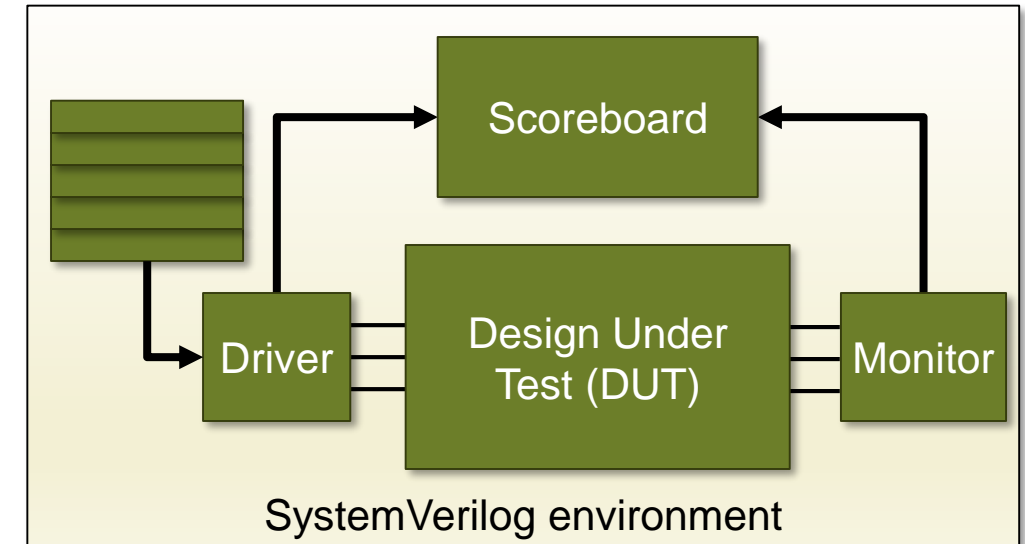 Scoreboard
Driver
Design Under
Test (DUT)
Monitor
SystemVerilog environment